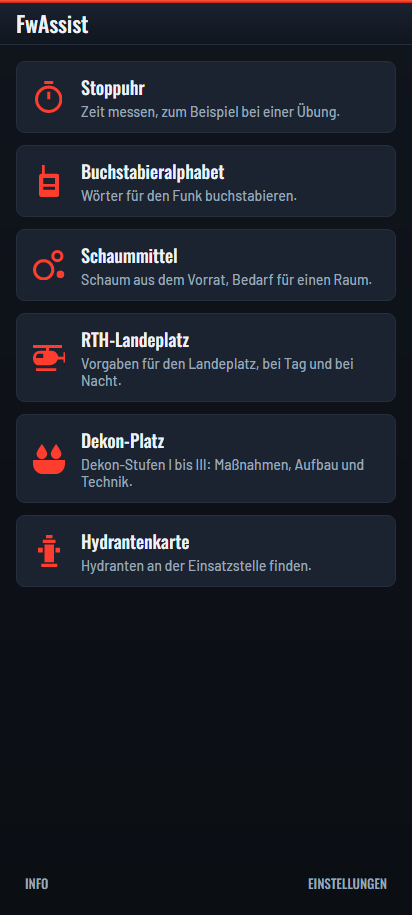 FwAssist
Stoppuhr
Zeit messen, zum Beispiel bei einer Übung.
Buchstabieralphabet
Wörter für den Funk buchstabieren.
Schaummittel
Schaum aus dem Vorrat, Bedarf für einen Raum.
RTH-Landeplatz
Vorgaben für den Landeplatz, bei Tag und bei
Nacht.
Dekon-Platz
Dekon-Stufen I bis III: Maßnahmen, Aufbau und
Technik.
Hydrantenkarte
Hydranten an der Einsatzstelle finden.
INFO
EINSTELLUNGEN